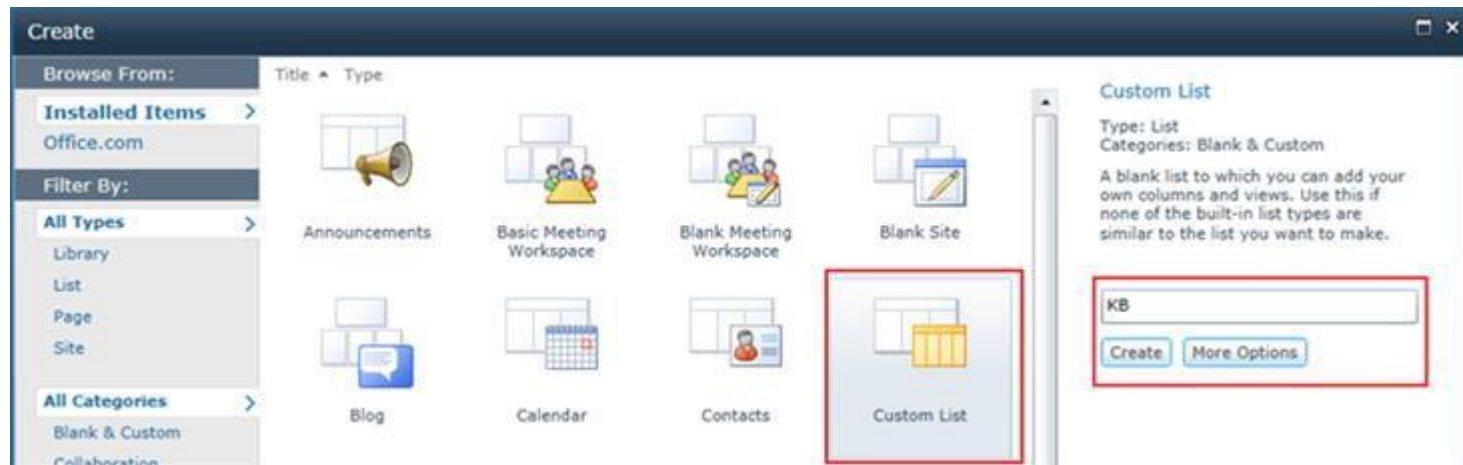 Create
Browse From:
Installed Items
Office.com
Filter By:
All Types
Library
List
Page
Site
All Categories
Blank & Custom
Collaboration
Title Type
Announcements
Basic Meeting
Workspace
Blank Meeting
Workspace
Blank Site
Blog
Calendar
Contacts
Custom List
Custom List
Type: List
Categories: Blank & Custom
A blank list to which you can add your
own columns and views. Use this if
none of the built-in list types are
similar to the list you want to make.
KB
Create More Options